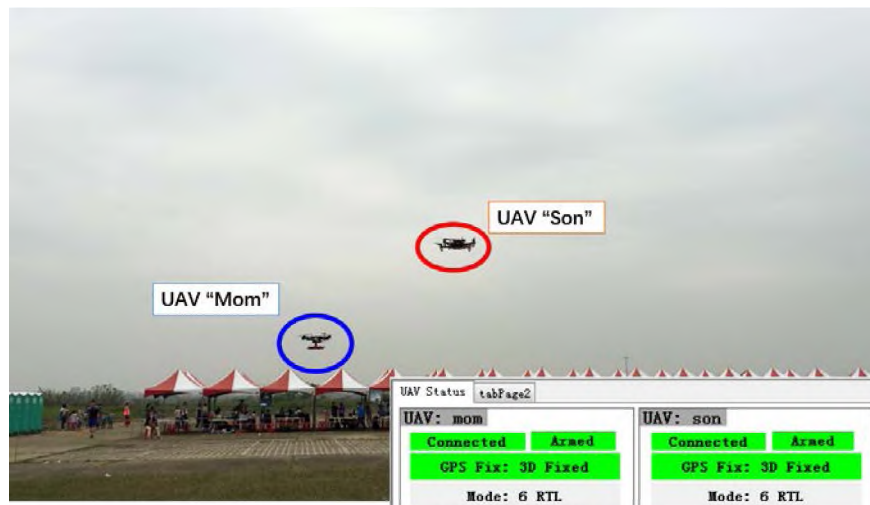 UAV “Son”
UAV “Mom”
UAV Status tabPage2
UAV: mom
Connected Armed
GPS Fix: 3D Fixed
Mode: 6 RTL
UAV: son
Connected Armed
GPS Fix: 3D Fixed
Mode: 6 RTL